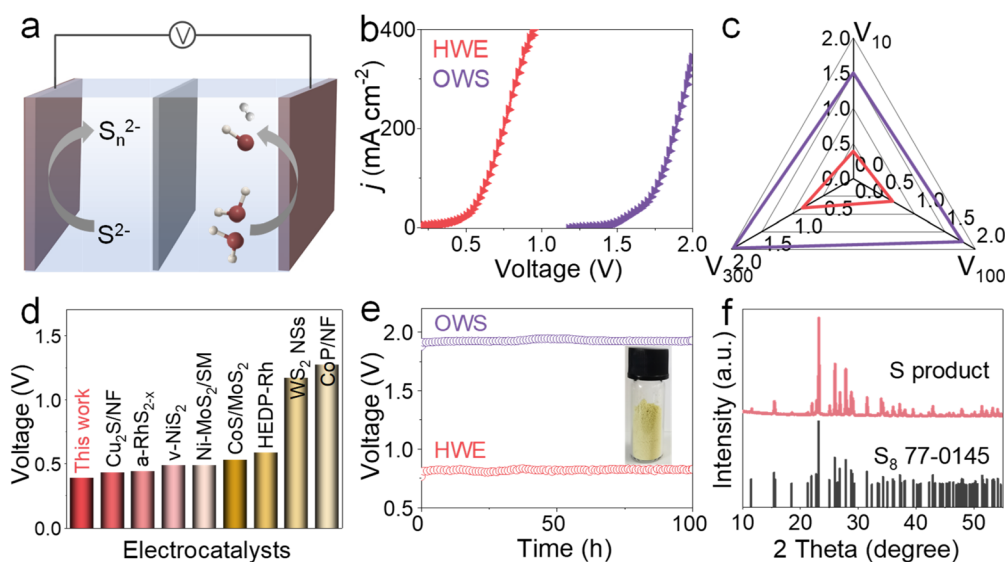 a
V
Sₙ²⁻
S²⁻
b
HWE
OWS
400
200
0
j (mA cm⁻²)
0.5
1.0
1.5
2.0
Voltage (V)
c
V₁₀
2.0
1.5
1.0
0.5
0.0
0.0
0.5
1.0
1.5
2.0
V₁₀₀
0.0
0.5
1.0
1.5
2.0
V₃₀₀
d
1.5
1.0
0.5
0.0
Voltage (V)
This work
Cu₂S/NF
a-RhS₂₋ₓ
v-NiS₂
Ni-MoS₂/SM
CoS/MoS₂
HEDP-Rh
WS₂ NSs
CoP/NF
Electrocatalysts
e
OWS
HWE
2.0
1.5
1.0
0.5
Voltage (V)
0
50
100
Time (h)
f
S product
S₈ 77-0145
Intensity (a.u.)
10
20
30
40
50
2 Theta (degree)